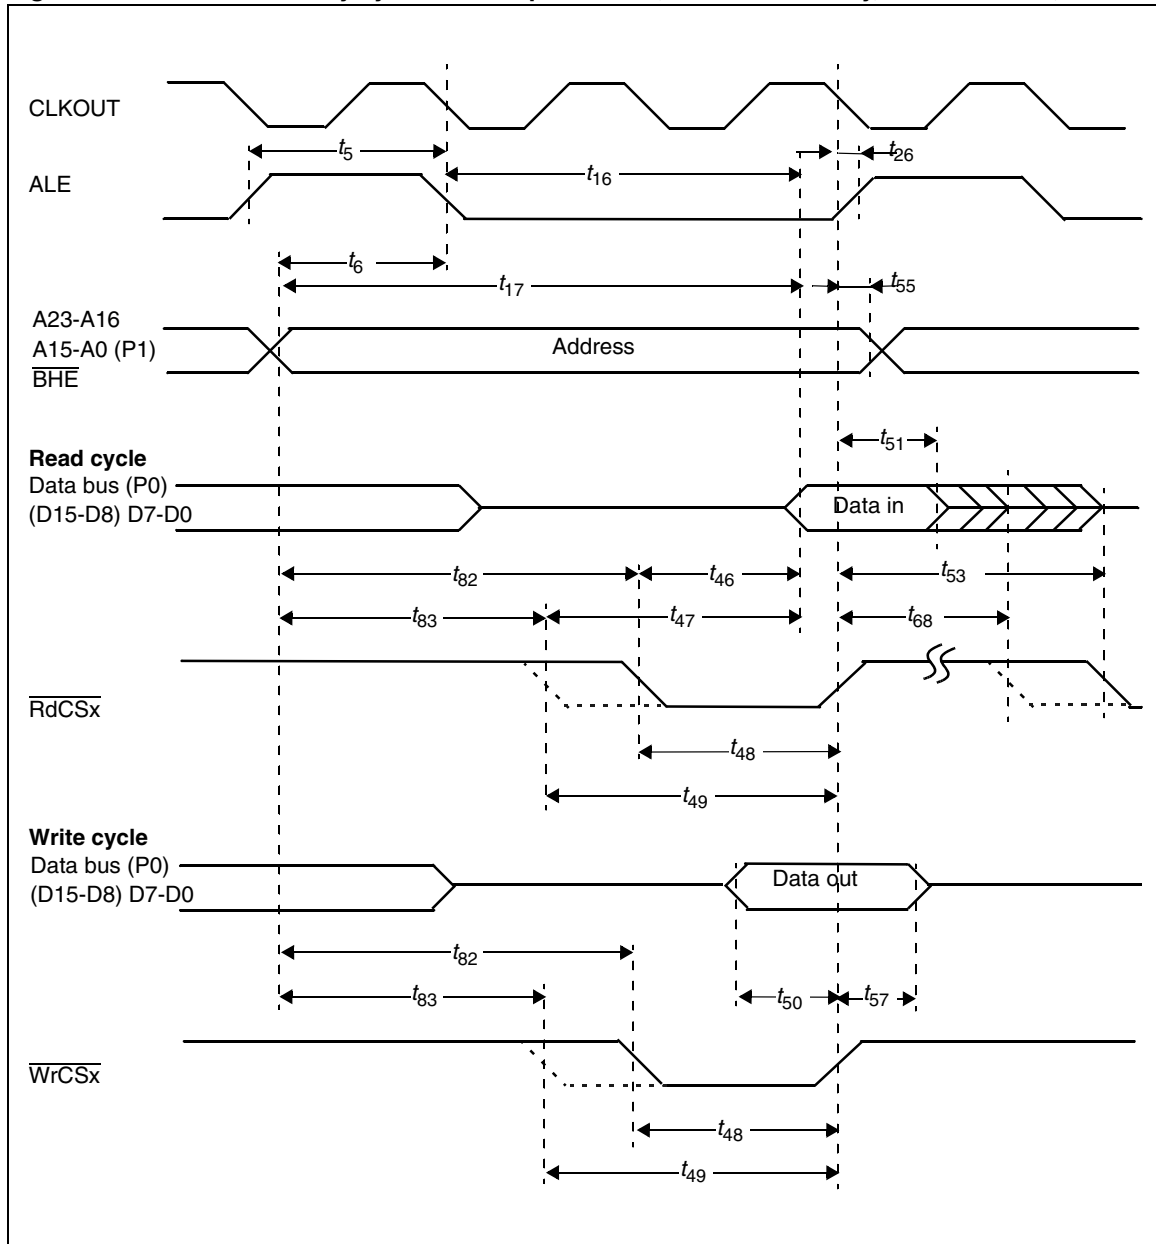 CLKOUT
t5
t26
ALE
t16
t6
t17
t55
A23-A16
A15-A0 (P1)
Address
BHE
t51
Read cycle
Data bus (P0)
(D15-D8) D7-D0
Data in
t82
t46
t53
t83
t47
t68
RdCSx
t48
t49
Write cycle
Data bus (P0)
(D15-D8) D7-D0
Data out
t82
t83
t50
t57
WrCSx
t48
t49